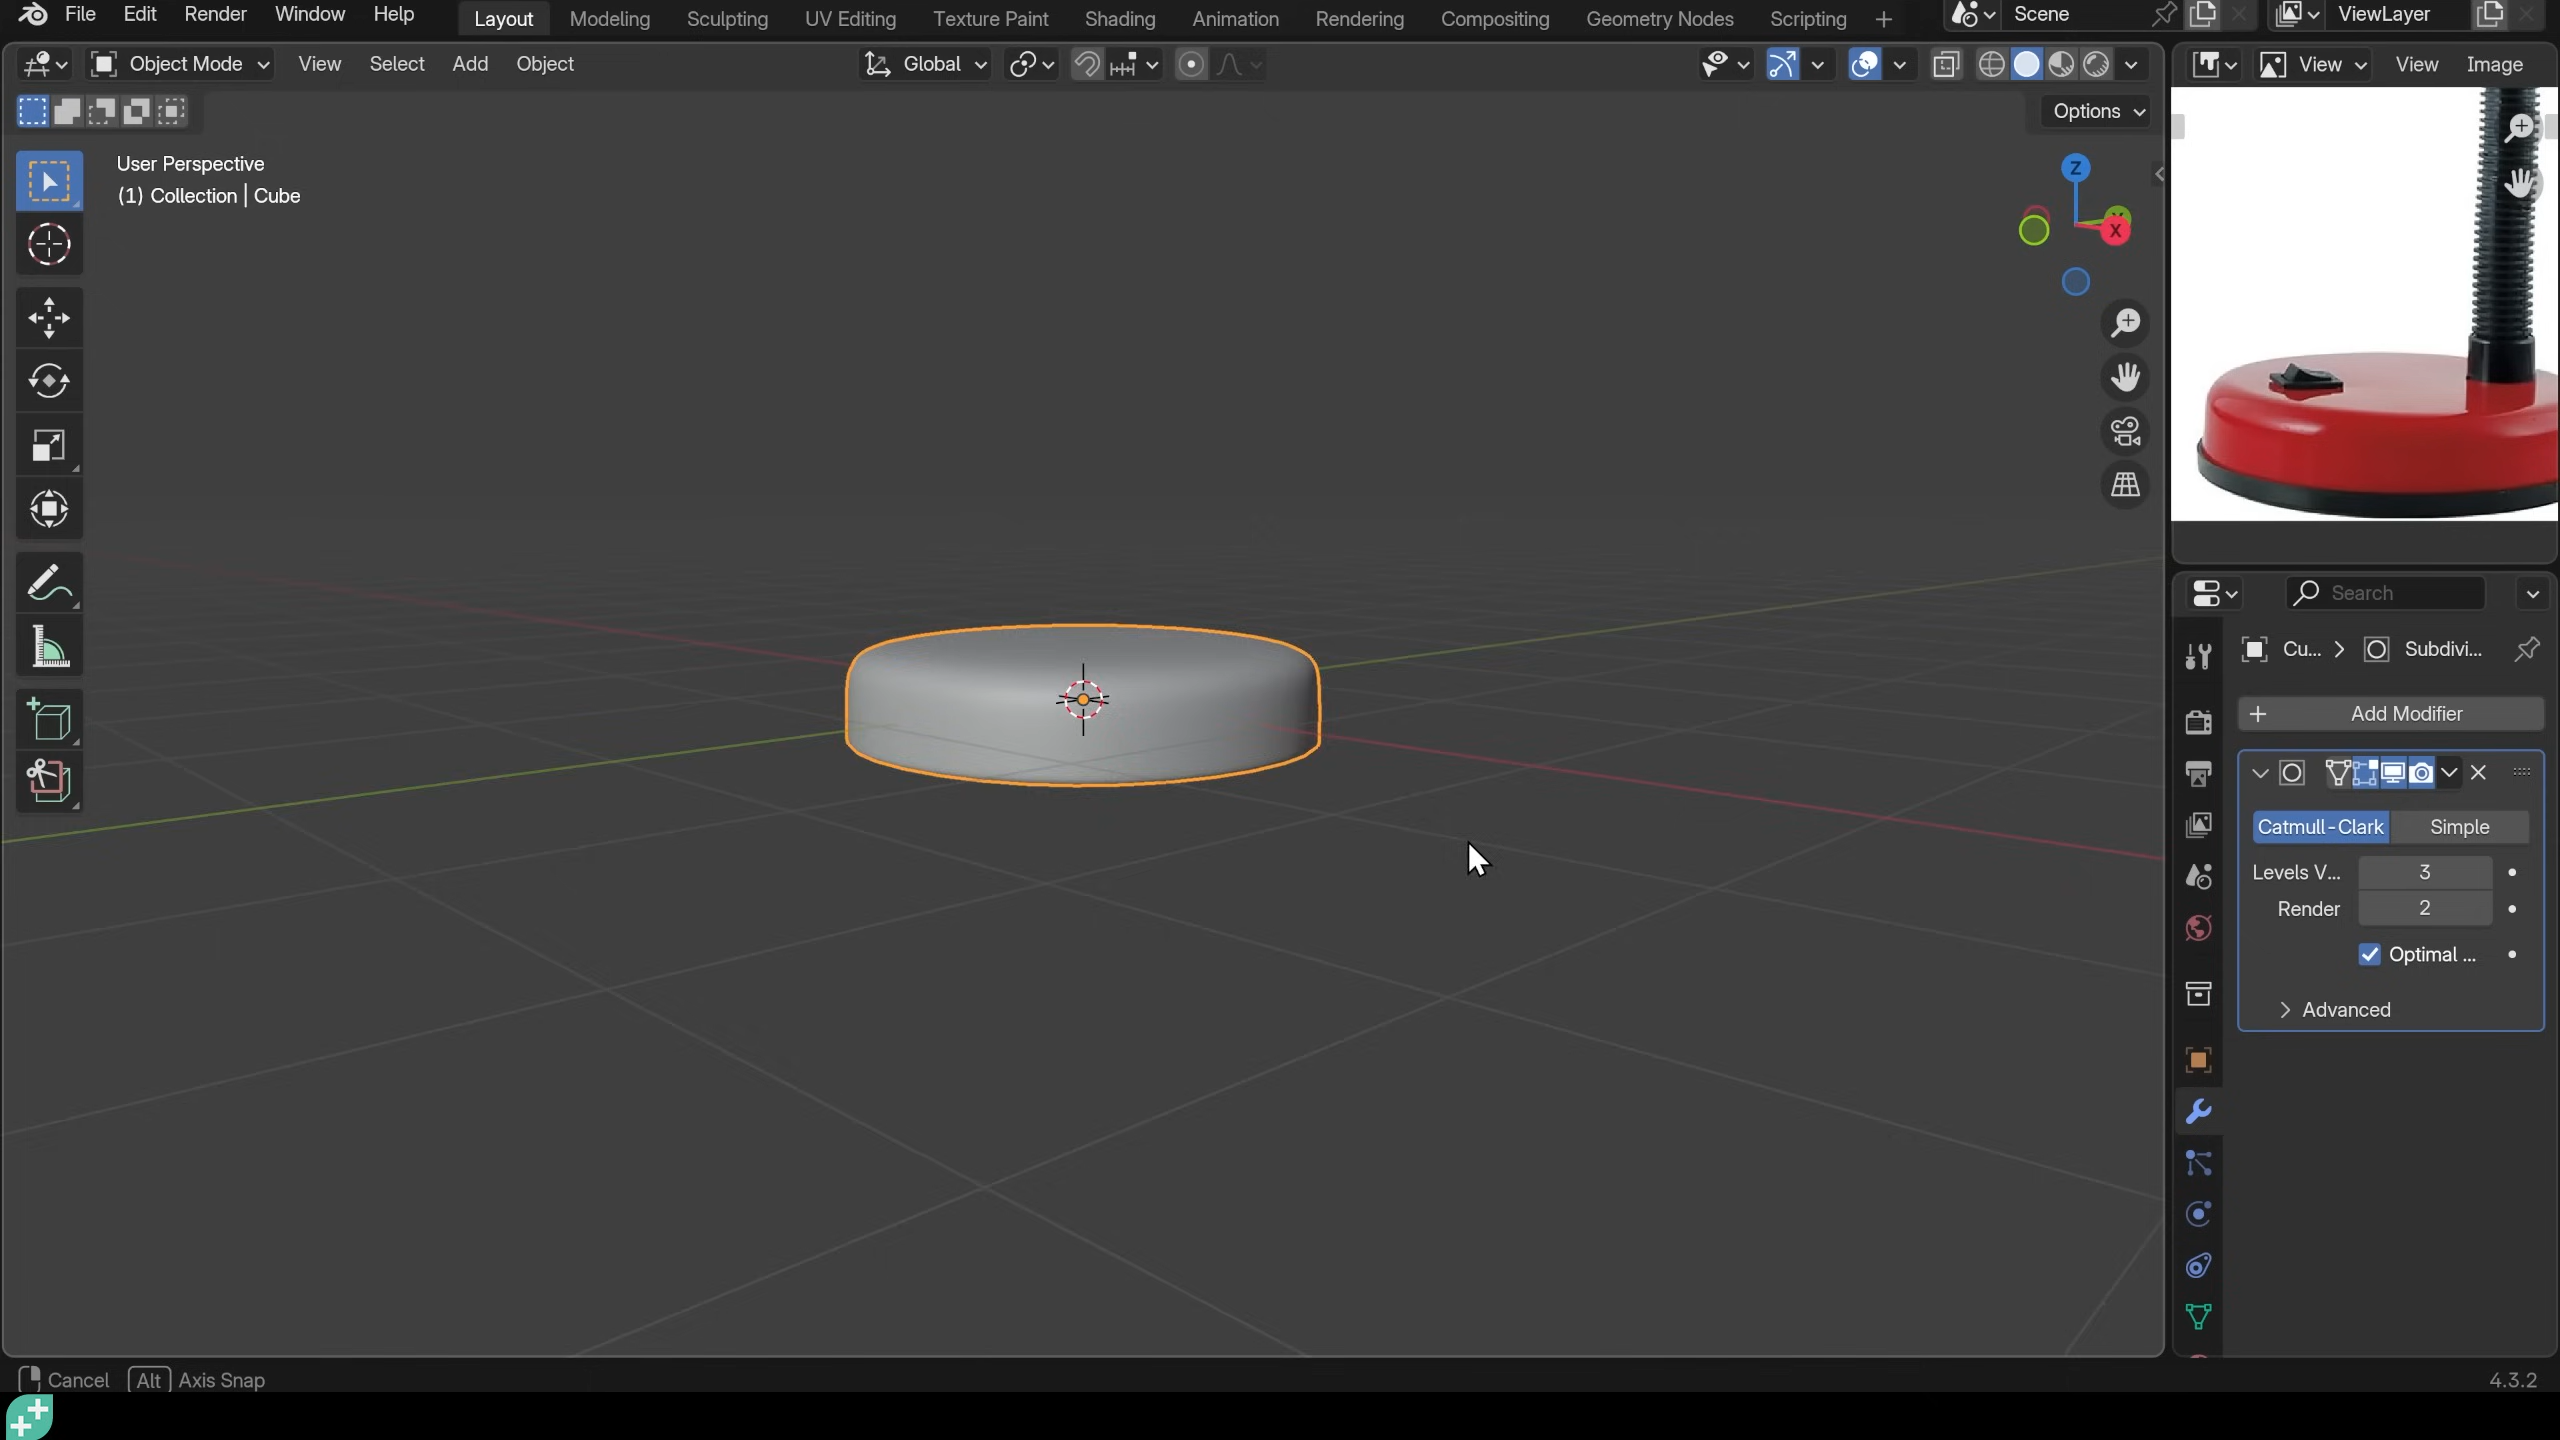 File Edit Render Window Help Layout Modeling Sculpting UV Editing Texture Paint Shading Animation Rendering Compositing Geometry Nodes Scripting + Scene ViewLayer
Object Mode View Select Add Object Global View View Image
Options
User Perspective
(1) Collection | Cube
Z
Y
X
Search
Cu... > Subdivi...
+ Add Modifier
Catmull-Clark Simple
Levels V... 3
Render 2
Optimal ...
Advanced
Cancel Alt Axis Snap 4.3.2